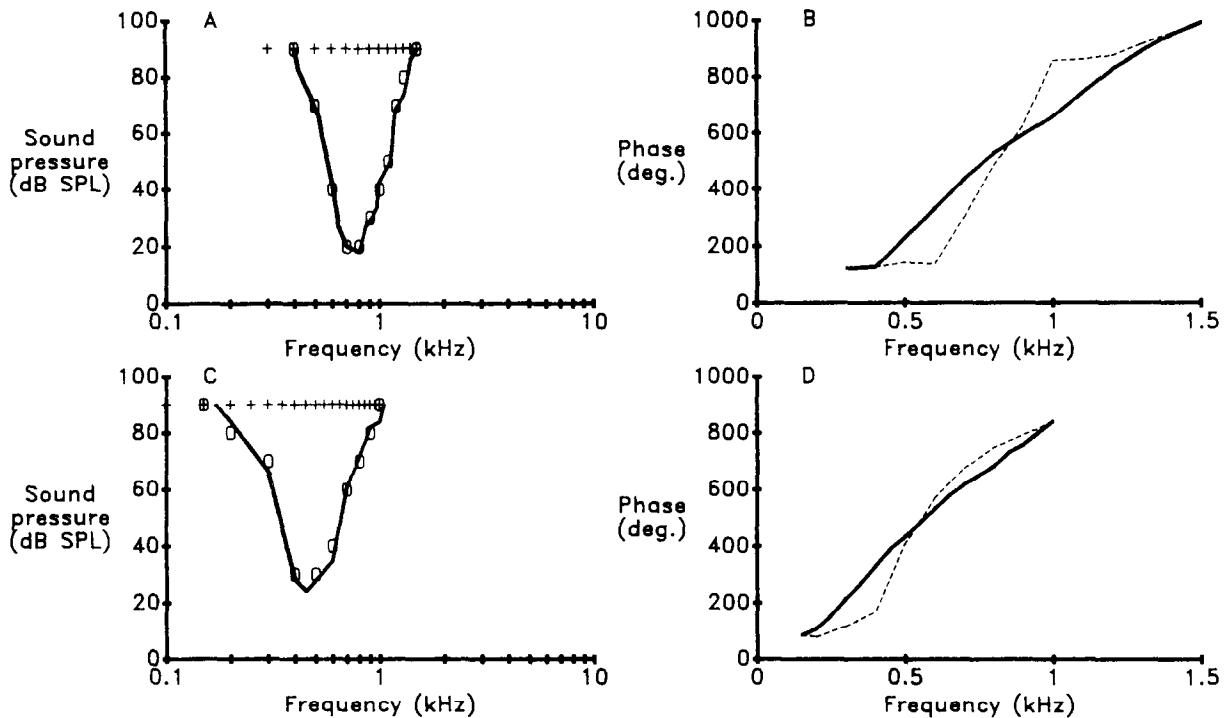 A
100
80
60
40
20
0
Sound
pressure
(dB SPL)
0.1
1
10
Frequency (kHz)
B
1000
800
600
400
200
0
Phase
(deg.)
0
0.5
1
1.5
Frequency (kHz)
C
100
80
60
40
20
0
Sound
pressure
(dB SPL)
0.1
1
10
Frequency (kHz)
D
1000
800
600
400
200
0
Phase
(deg.)
0
0.5
1
1.5
Frequency (kHz)